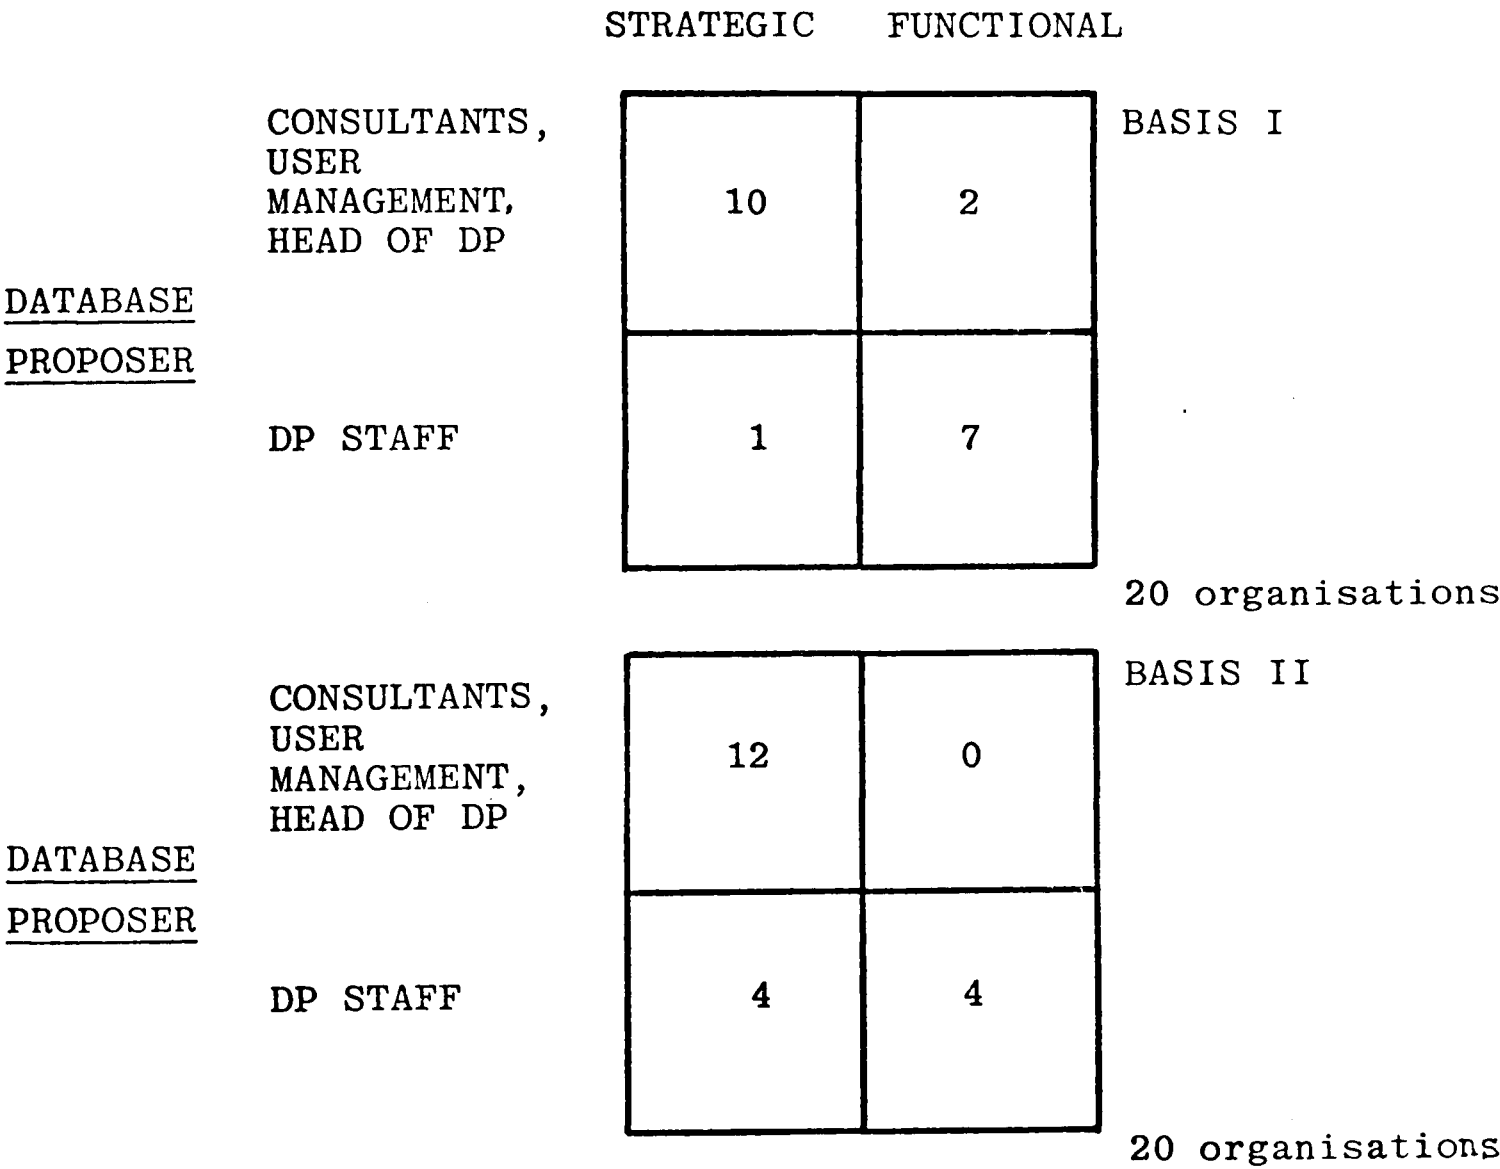 STRATEGIC FUNCTIONAL
CONSULTANTS,
USER
MANAGEMENT,
HEAD OF DP
10 2
BASIS I
DATABASE
PROPOSER
DP STAFF
1 7
20 organisations
CONSULTANTS,
USER
MANAGEMENT,
HEAD OF DP
12 0
BASIS II
DATABASE
PROPOSER
DP STAFF
4 4
20 organisations